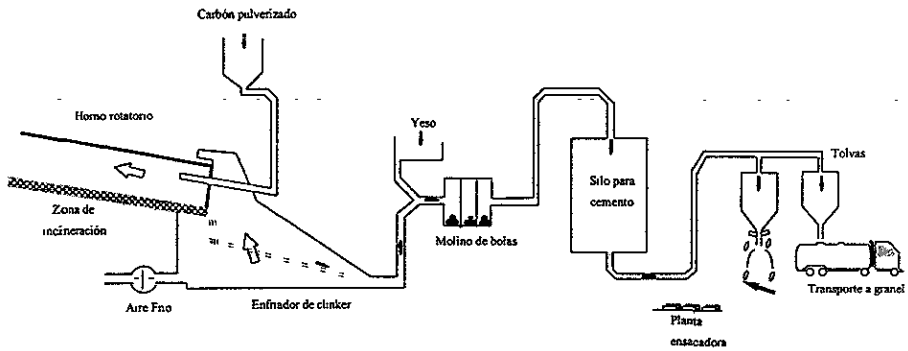 Carbón pulverizado
Horno rotatorio
Yeso
Tolvas
Silo para
cemento
Zona de
incineración
Molino de bolas
Aire Frio
Enfriador de clinker
Transporte a granel
Planta
ensacadora